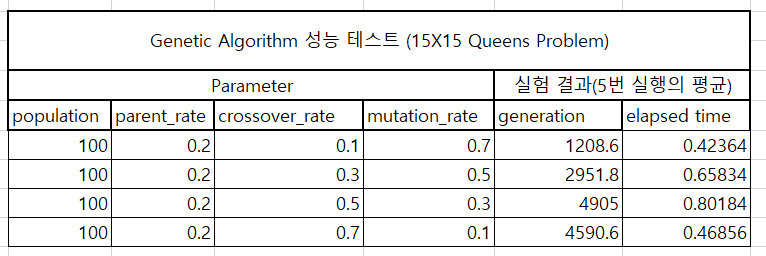 Genetic Algorithm 성능 테스트 (15X15 Queens Problem)
Parameter 실험 결과(5번 실행의 평균)
population parent_rate crossover_rate mutation_rate generation elapsed time
100 0.2 0.1 0.7 1208.6 0.42364
100 0.2 0.3 0.5 2951.8 0.65834
100 0.2 0.5 0.3 4905 0.80184
100 0.2 0.7 0.1 4590.6 0.46856